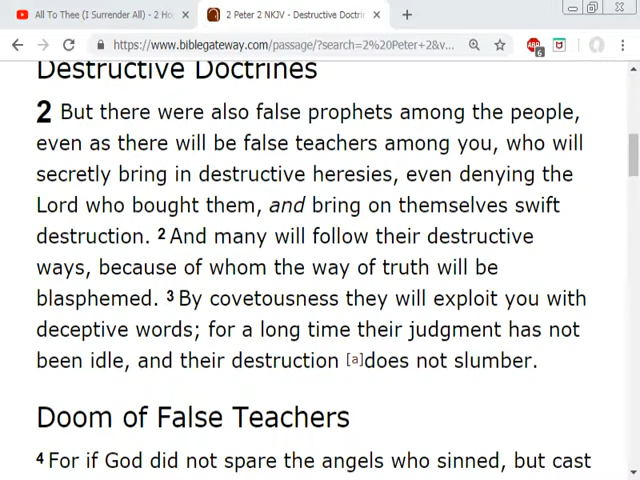 All To Thee (I Surrender All) - 2 Ho
2 Peter 2 NKJV - Destructive Doctrin
https://www.biblegateway.com/passage/?search=2%20Peter+2&v...
ABP
6
Destructive Doctrines
2 But there were also false prophets among the people,
even as there will be false teachers among you, who will
secretly bring in destructive heresies, even denying the
Lord who bought them, and bring on themselves swift
destruction. 2 And many will follow their destructive
ways, because of whom the way of truth will be
blasphemed. 3 By covetousness they will exploit you with
deceptive words; for a long time their judgment has not
been idle, and their destruction [a]does not slumber.
Doom of False Teachers
4 For if God did not spare the angels who sinned, but cast